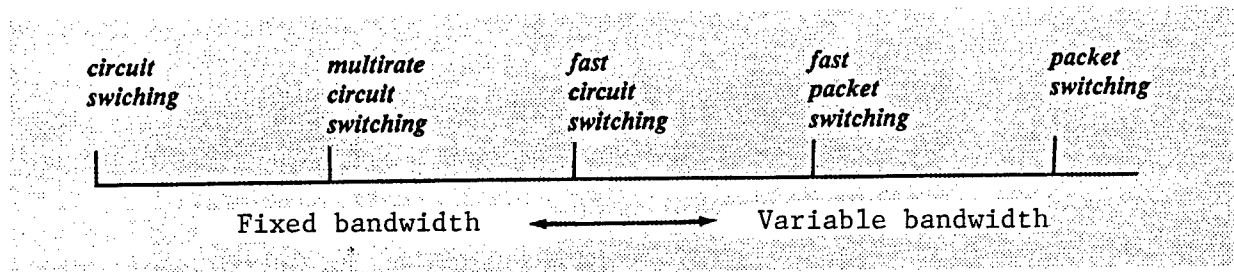 circuit
swiching
multirate
circuit
switching
fast
circuit
switching
fast
packet
switching
packet
switching
Fixed bandwidth
Variable bandwidth